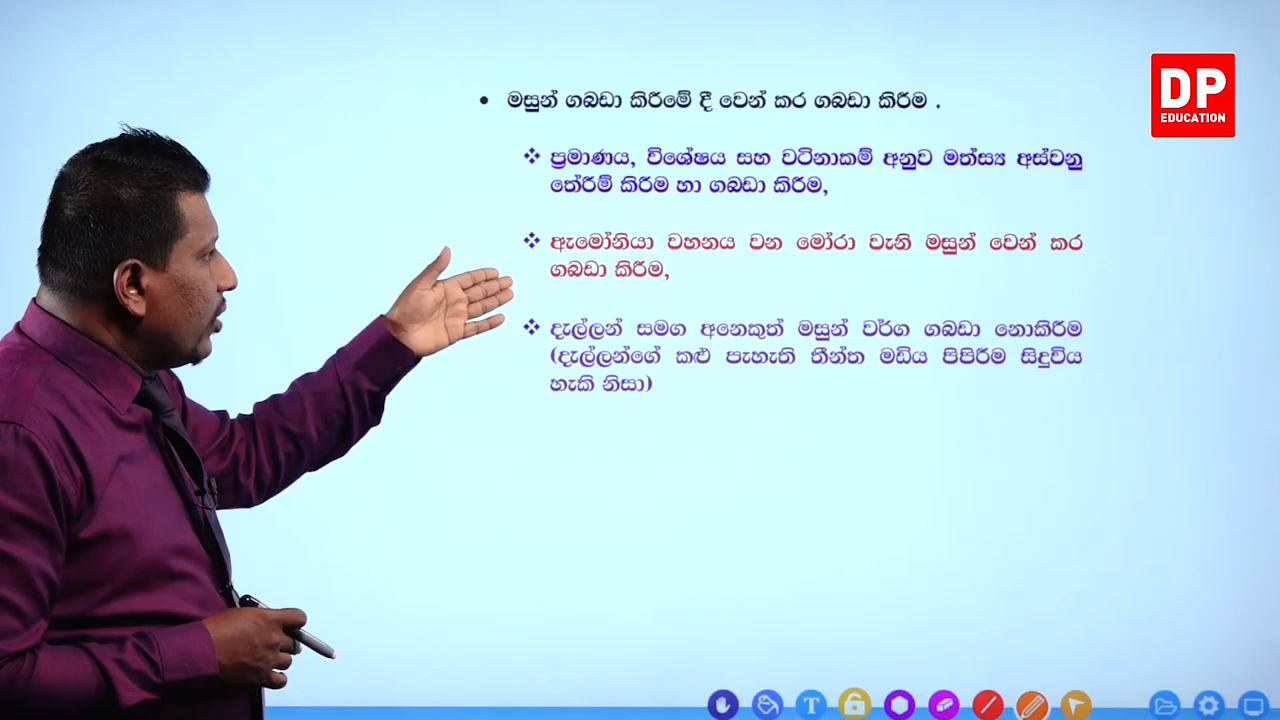 DP
EDUCATION
• මසුන් ගබඩා කිරීමේ දී වෙන් කර ගබඩා කිරීම .
❖ ප්‍රමාණය, විශේෂය සහ වටිනාකම් අනුව මත්ස්‍ය අස්වනු
තේරීම් කිරීම හා ගබඩා කිරීම,
❖ ඇමෝනියා වහනය වන මෝරා වැනි මසුන් වෙන් කර
ගබඩා කිරීම,
❖ දැල්ලන් සමග අනෙකුත් මසුන් වර්ග ගබඩා නොකිරීම
(දැල්ලන්ගේ කළු පැහැති තීන්ත මඩිය පිපිරීම සිදුවිය
හැකි නිසා)
T